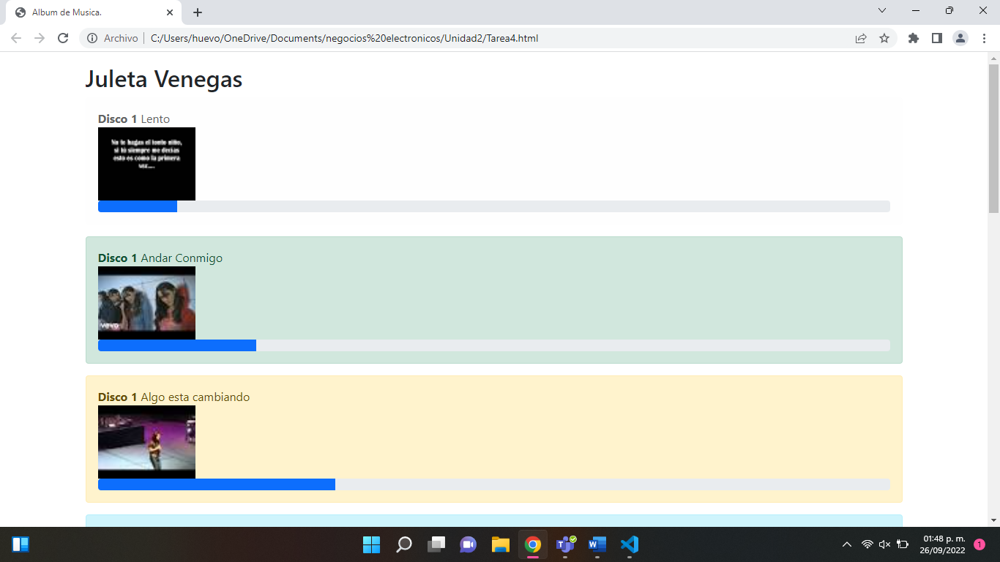 Album de Musica.
Archivo
C:/Users/huevo/OneDrive/Documents/negocios%20electronicos/Unidad2/Tarea4.html
Juleta Venegas
Disco 1 Lento
No te hagas el tonto niño,
si tú siempre me decías
esto es como la primera
vez....
Disco 1 Andar Conmigo
vevo
Disco 1 Algo esta cambiando
01:48 p. m.
26/09/2022
1